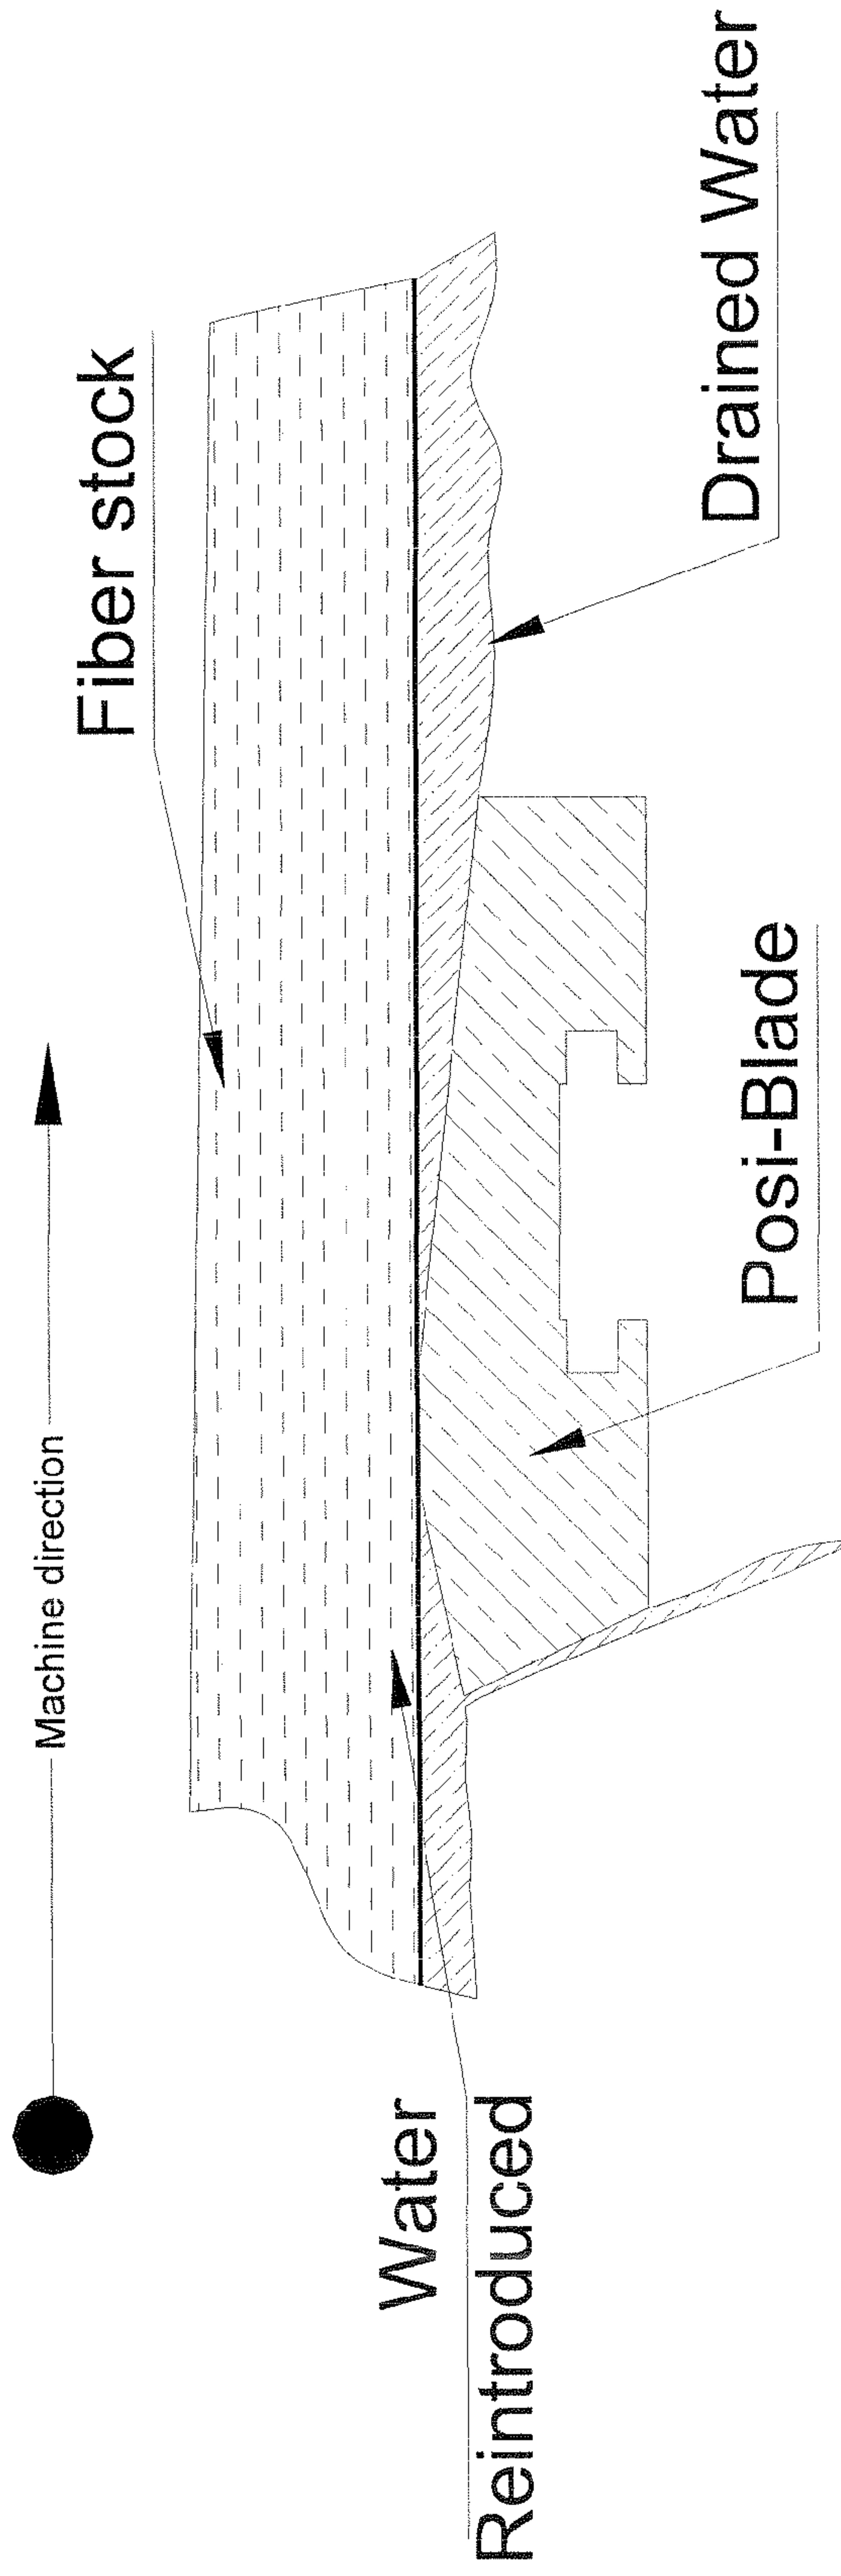 Machine direction
Fiber stock
Water
Reintroduced
Posi-Blade
Drained Water